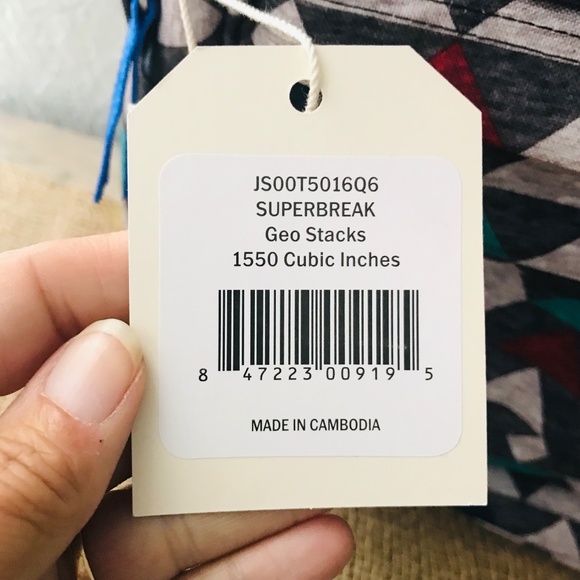 JS00T5016Q6
SUPERBREAK
Geo Stacks
1550 Cubic Inches
8 47223 00919 5
MADE IN CAMBODIA